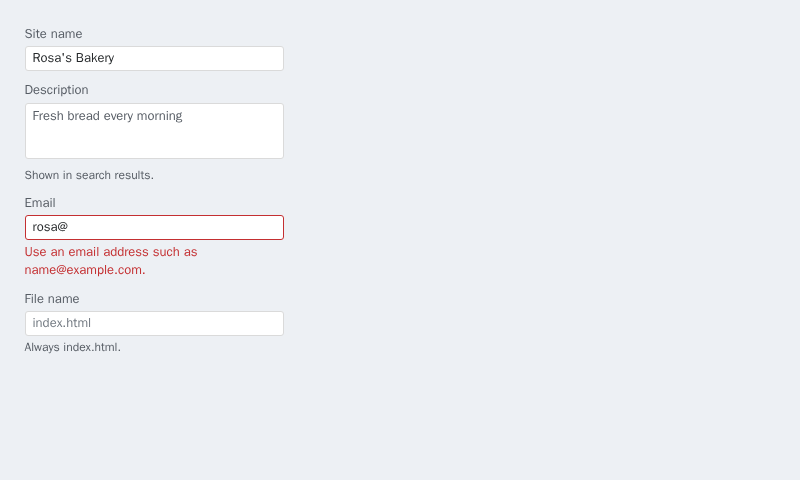 Site name
Rosa's Bakery
Description
Fresh bread every morning
Shown in search results.
Email
rosa@
Use an email address such as
name@example.com.
File name
index.html
Always index.html.